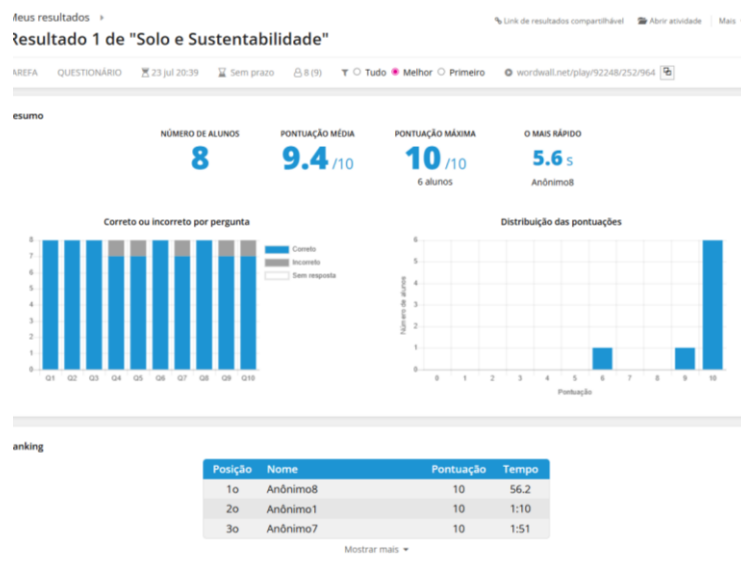 Meus resultados ›
Resultado 1 de "Solo e Sustentabilidade"
Link de resultados compartilhável Abrir atividade Mais
AREFA QUESTIONÁRIO 23 jul 20:39 Sem prazo 8 (9) Tudo Melhor Primeiro wordwall.net/play/92248/252/964
esumo
NÚMERO DE ALUNOS PONTUAÇÃO MÉDIA PONTUAÇÃO MÁXIMA O MAIS RÁPIDO
8 9.4 /10 10 /10 5.6 s
6 alunos Anônimo8
Correto ou incorreto por pergunta
8
7
6
5
4
3
2
1
0
Q1 Q2 Q3 Q4 Q5 Q6 Q7 Q8 Q9 Q10
Correto
Incorreto
Sem resposta
Distribuição das pontuações
Número de alunos
6
5
4
3
2
1
0
0 1 2 3 4 5 6 7 8 9 10
Pontuação
anking
Posição Nome Pontuação Tempo
1o Anônimo8 10 56.2
2o Anônimo1 10 1:10
3o Anônimo7 10 1:51
Mostrar mais